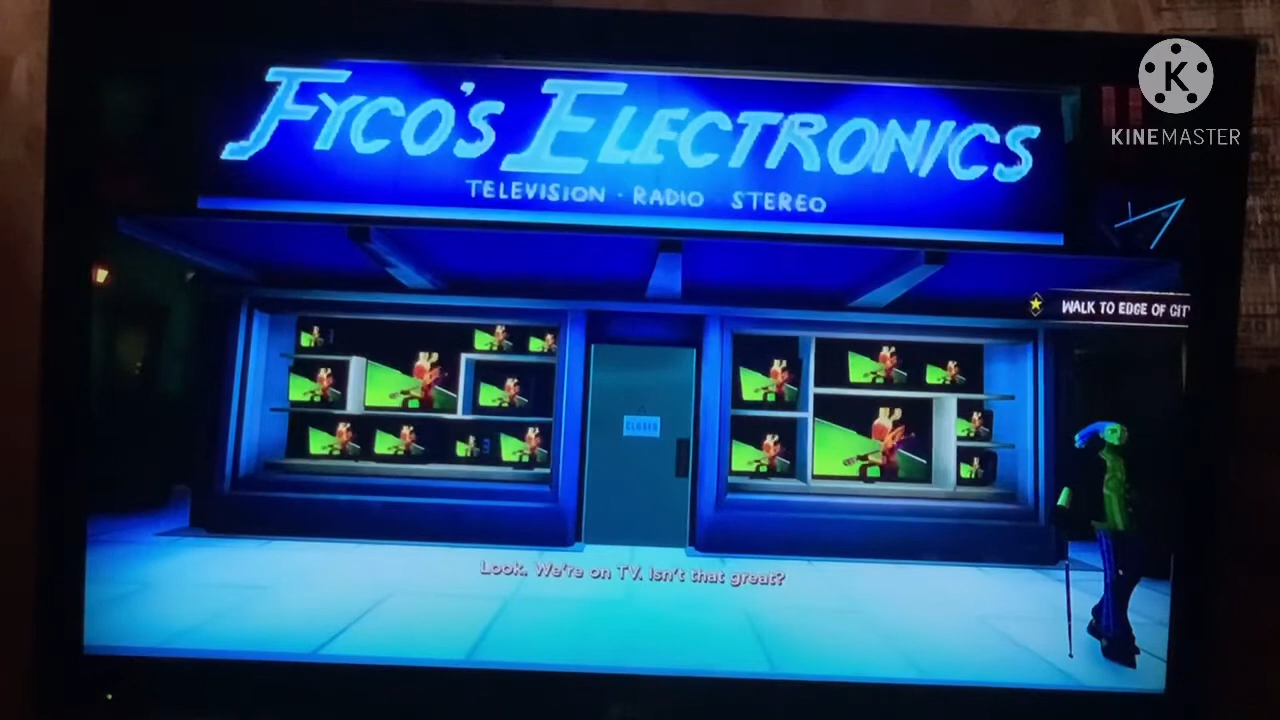 FYCO'S ELECTRONICS
TELEVISION · RADIO STEREO
K
KINEMASTER
WALK TO EDGE OF CIT
CLOSED
Look. We're on TV. Isn't that great?